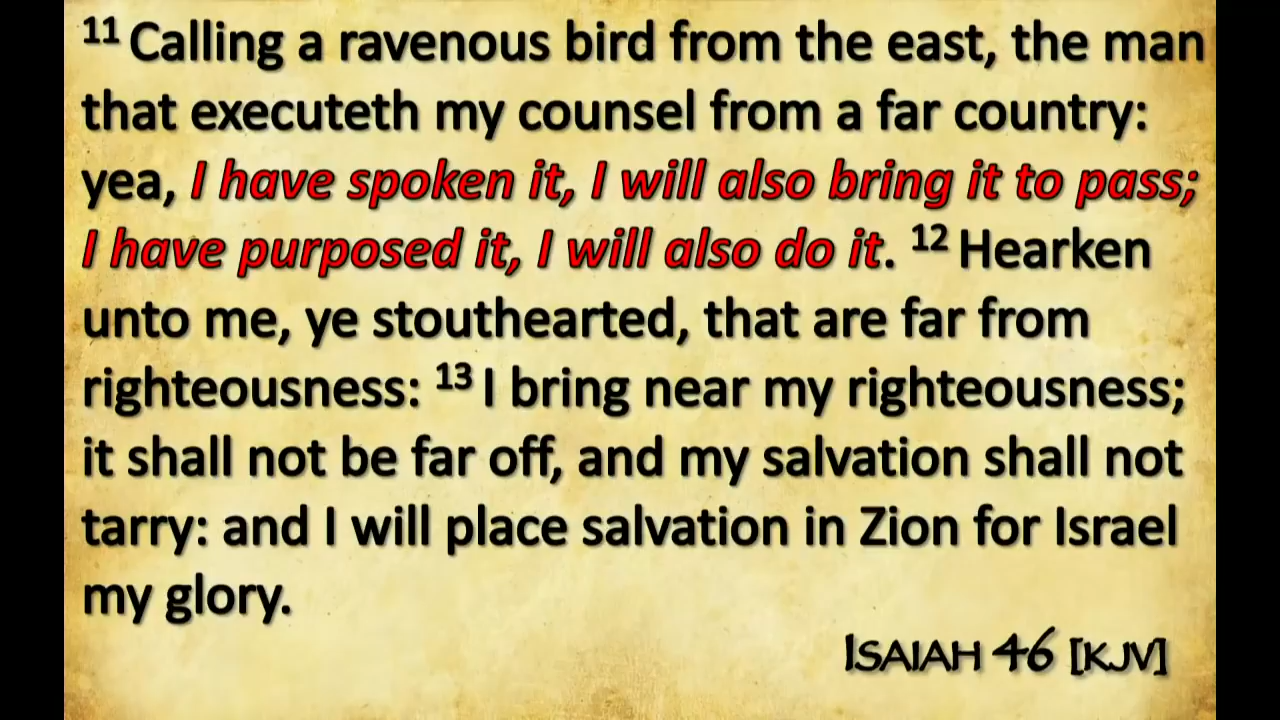 11 Calling a ravenous bird from the east, the man
that executeth my counsel from a far country:
yea, I have spoken it, I will also bring it to pass;
I have purposed it, I will also do it. 12 Hearken
unto me, ye stouthearted, that are far from
righteousness: 13 I bring near my righteousness;
it shall not be far off, and my salvation shall not
tarry: and I will place salvation in Zion for Israel
my glory.
ISAIAH 46 [KJV]